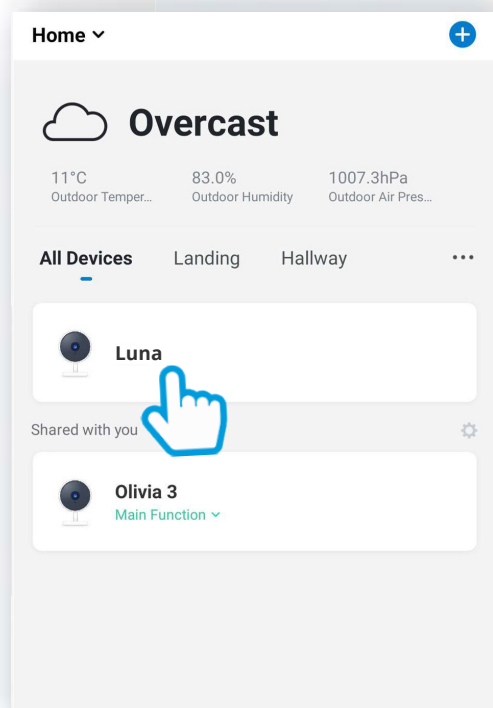 Home
Overcast
11°C 83.0% 1007.3hPa
Outdoor Temper... Outdoor Humidity Outdoor Air Pres...
All Devices Landing Hallway
Luna
Shared with you
Olivia 3
Main Function